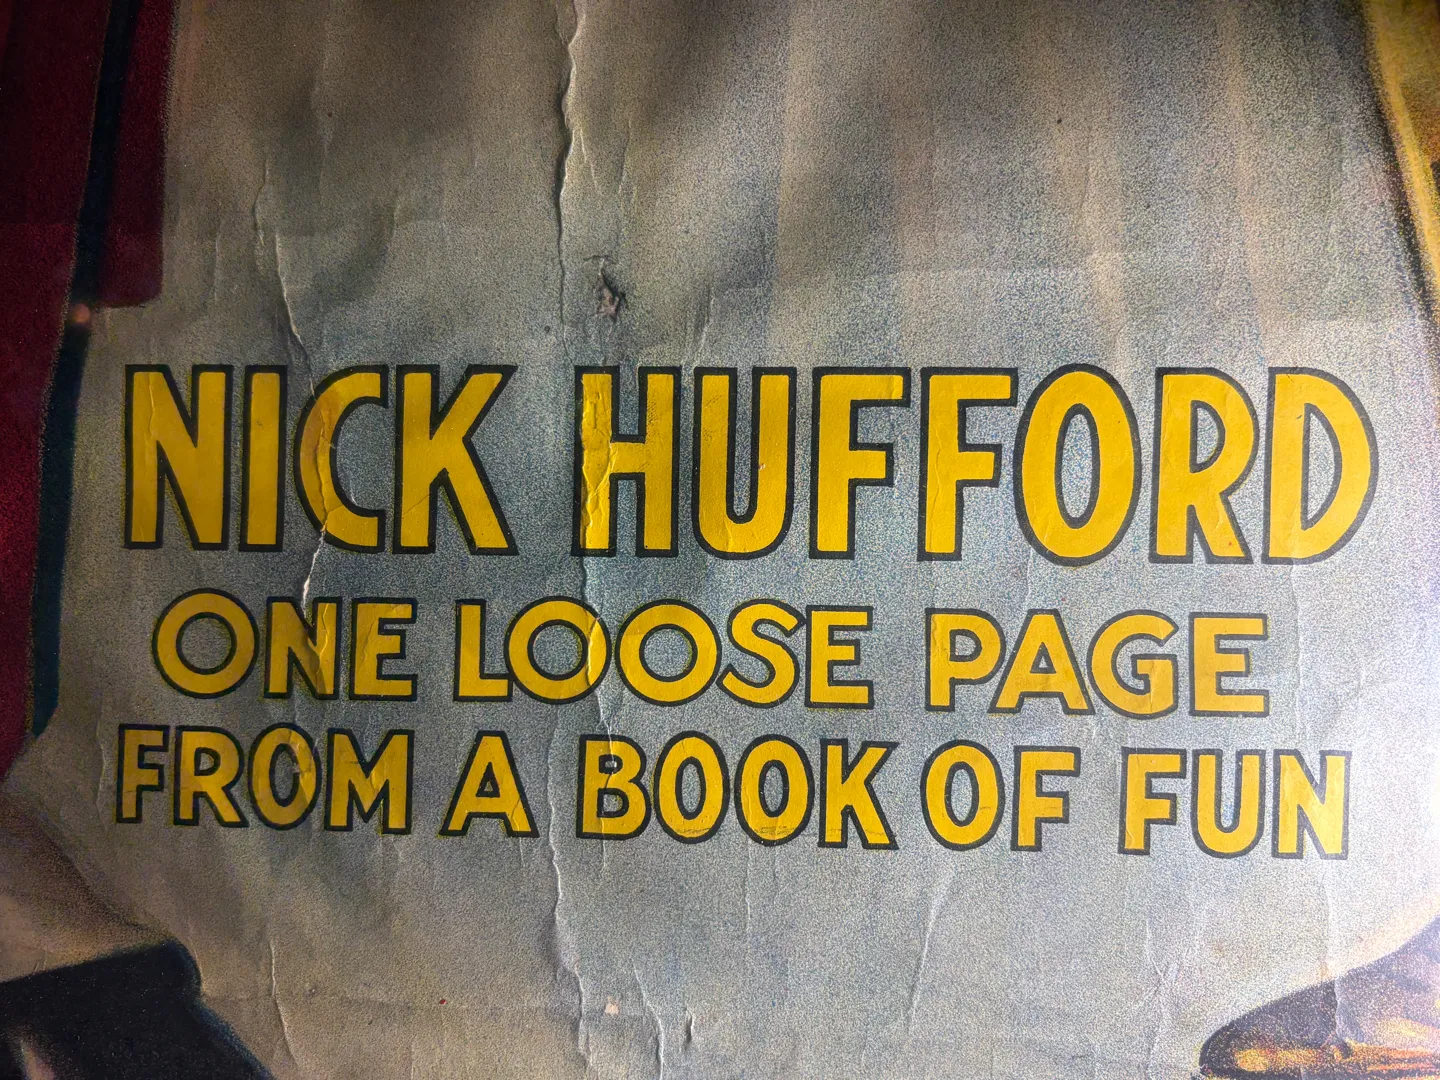 NICK HUFFORD
ONE LOOSE PAGE
FROM A BOOK OF FUN